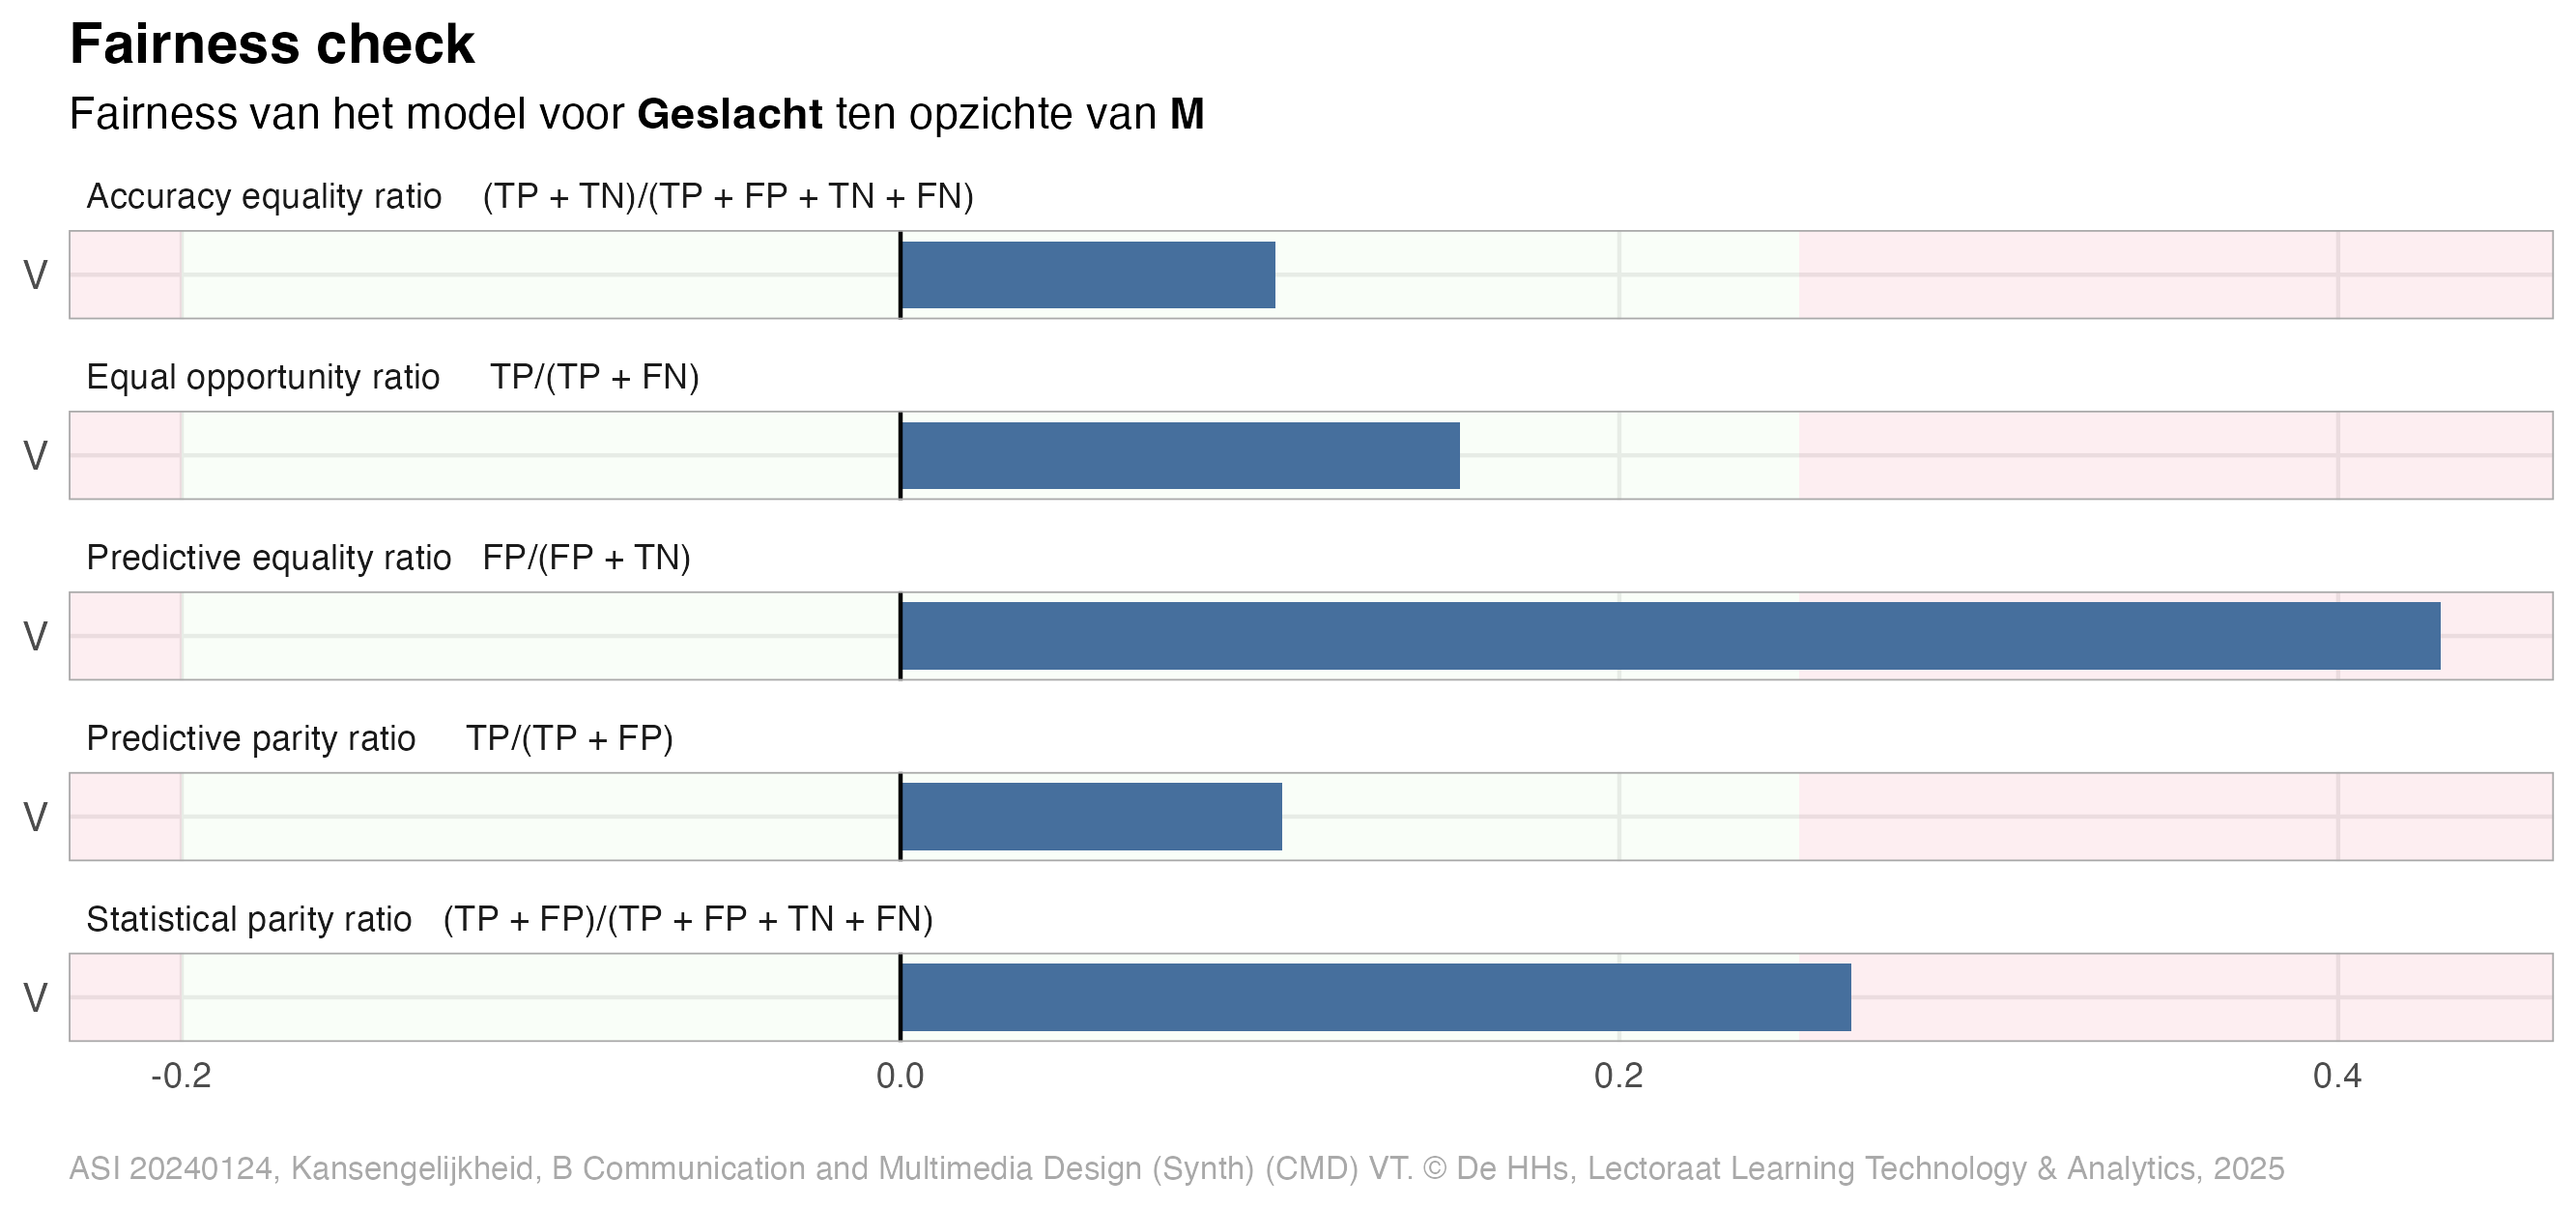 Fairness check
Fairness van het model voor Geslacht ten opzichte van M
Accuracy equality ratio (TP + TN)/(TP + FP + TN + FN)
V
Equal opportunity ratio TP/(TP + FN)
V
Predictive equality ratio FP/(FP + TN)
V
Predictive parity ratio TP/(TP + FP)
V
Statistical parity ratio (TP + FP)/(TP + FP + TN + FN)
V
-0.2 0.0 0.2 0.4
ASI 20240124, Kansengelijkheid, B Communication and Multimedia Design (Synth) (CMD) VT. © De HHs, Lectoraat Learning Technology & Analytics, 2025